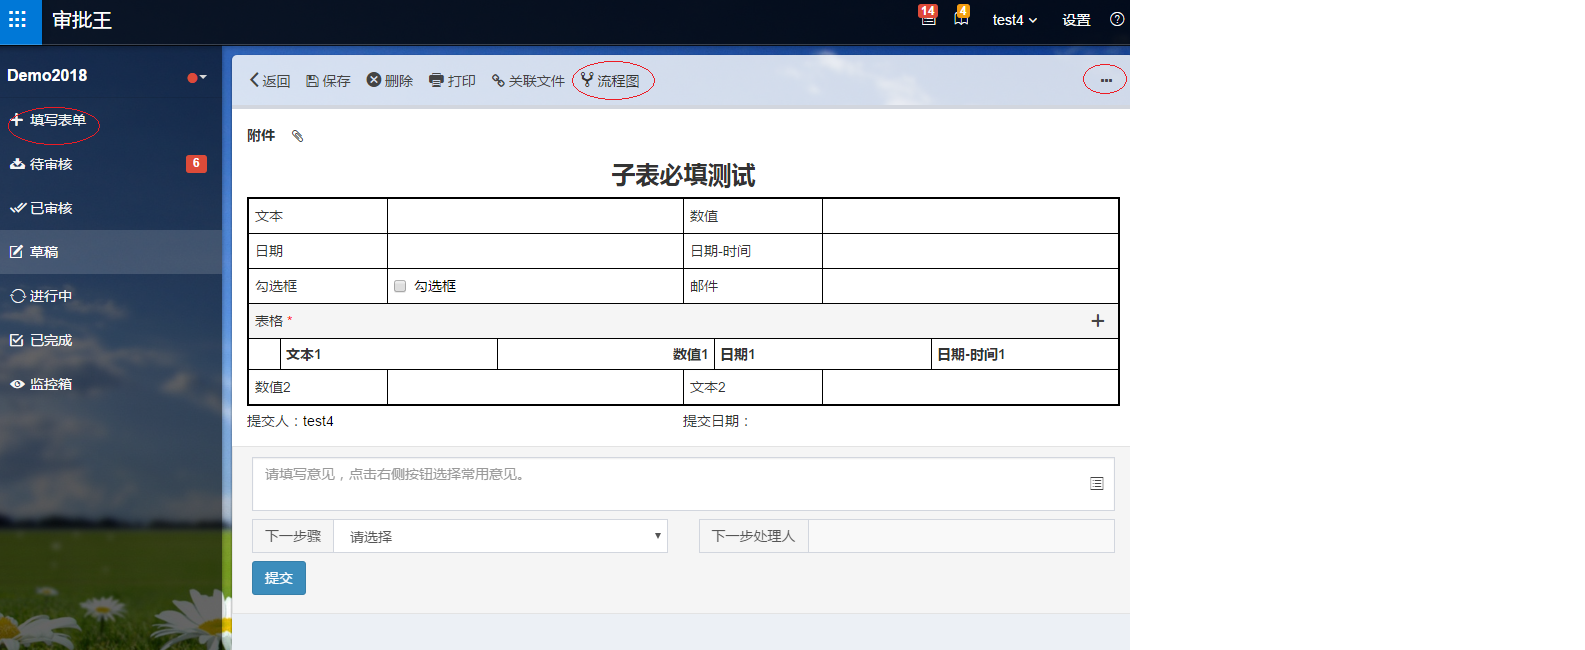 审批王
14
4
test4
设置
Demo2018
填写表单
待审核
6
已审核
草稿
进行中
已完成
监控箱
返回 保存 删除 打印 关联文件 流程图
附件
子表必填测试
文本 数值
日期 日期-时间
勾选框 勾选框 邮件
表格 *
文本1 数值1 日期1 日期-时间1
数值2 文本2
提交人：test4 提交日期：
请填写意见，点击右侧按钮选择常用意见。
下一步骤 请选择 下一步处理人
提交